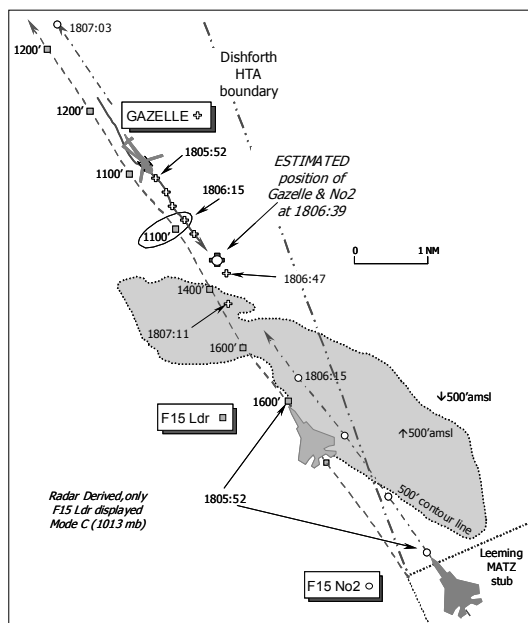 1807:03
1200'
Dishforth
HTA
boundary
1200'
GAZELLE
1805:52
1100'
ESTIMATED
position of
Gazelle & No2
at 1806:39
1806:15
1100'
0 1 NM
1806:47
1400'
1807:11
1600'
1806:15
1600'
500'amsl
F15 Ldr
500'amsl
Radar Derived,only
F15 Ldr displayed
Mode C (1013 mb)
1805:52
500' contour line
Leeming
MATZ
stub
F15 No2